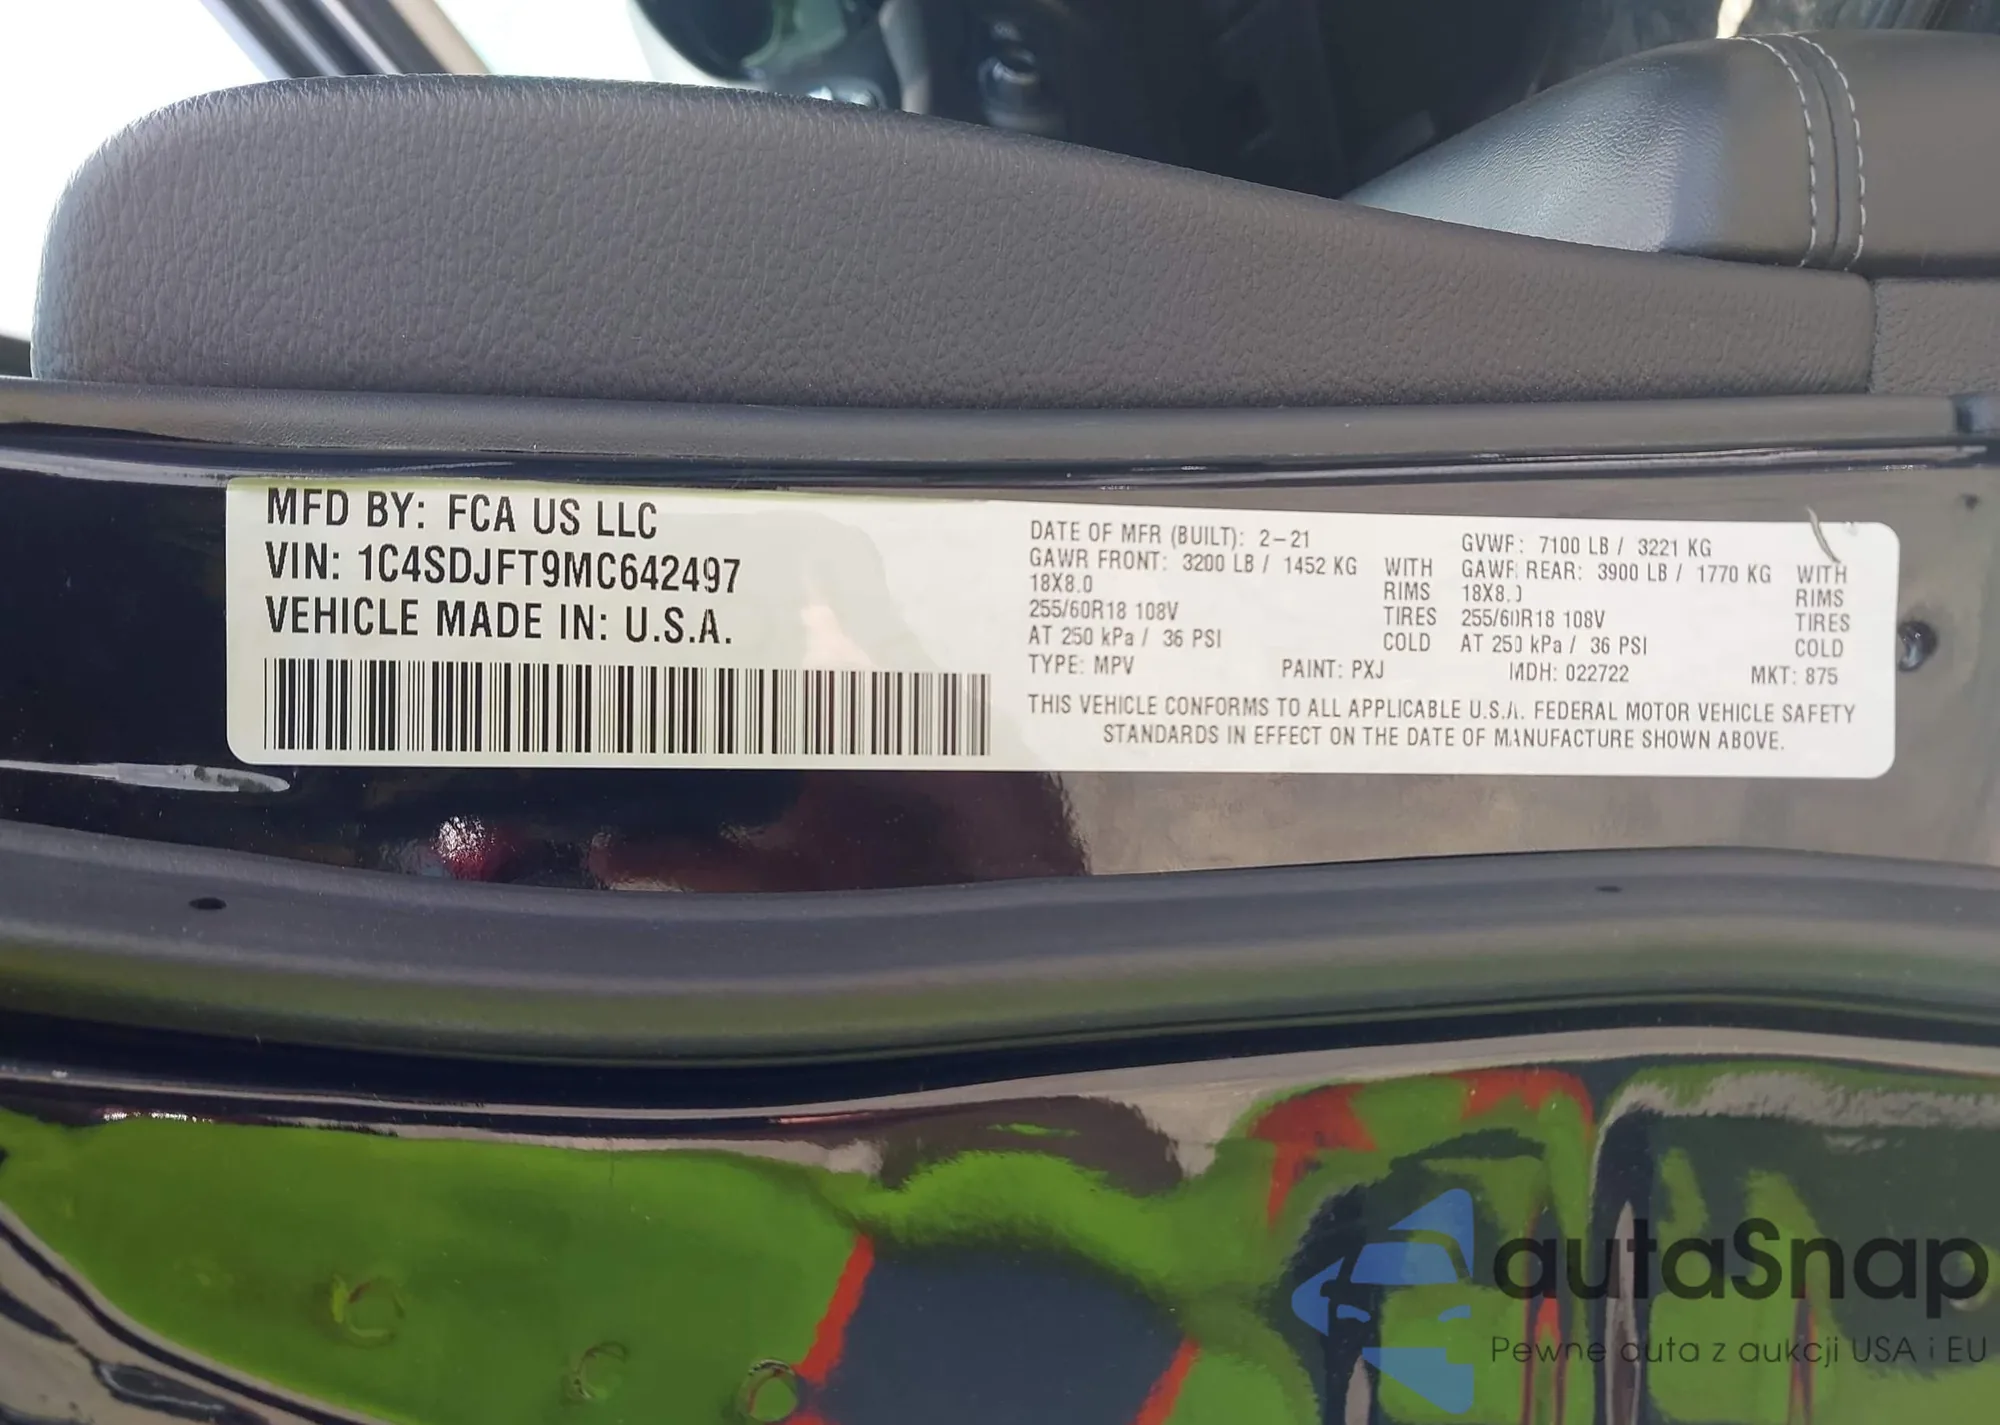 MFD BY: FCA US LLC
VIN: 1C4SDJFT9MC642497
VEHICLE MADE IN: U.S.A.
DATE OF MFR (BUILT): 2-21
GAWR FRONT: 3200 LB / 1452 KG WITH
18X8.0 RIMS
255/60R18 108V TIRES
AT 250 kPa / 36 PSI COLD
GVWF: 7100 LB / 3221 KG
GAWF REAR: 3900 LB / 1770 KG WITH
18X8.0 RIMS
255/60R18 108V TIRES
AT 250 kPa / 36 PSI COLD
TYPE: MPV PAINT: PXJ MDH: 022722 MKT: 875
THIS VEHICLE CONFORMS TO ALL APPLICABLE U.S.A. FEDERAL MOTOR VEHICLE SAFETY
STANDARDS IN EFFECT ON THE DATE OF MANUFACTURE SHOWN ABOVE.
autaSnap
Pewne auta z aukcji USA i EU